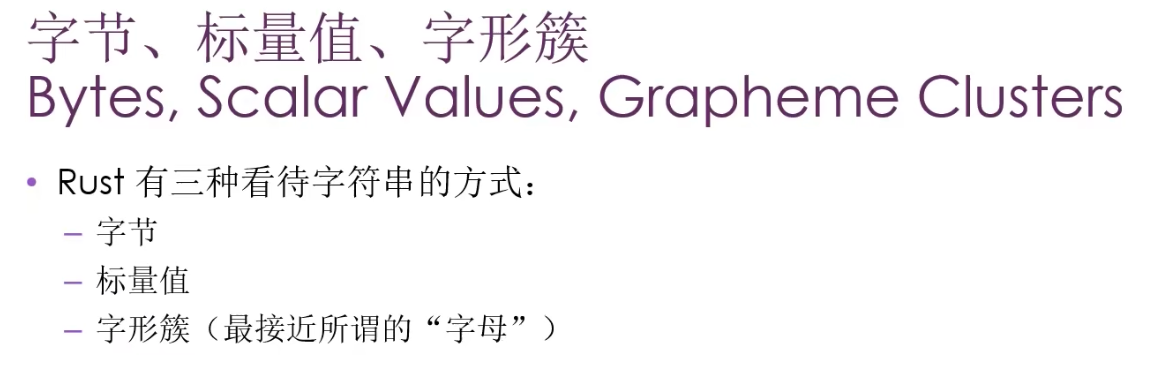 字节、标量值、字形簇
Bytes, Scalar Values, Grapheme Clusters
• Rust 有三种看待字符串的方式：
– 字节
– 标量值
– 字形簇（最接近所谓的“字母”）